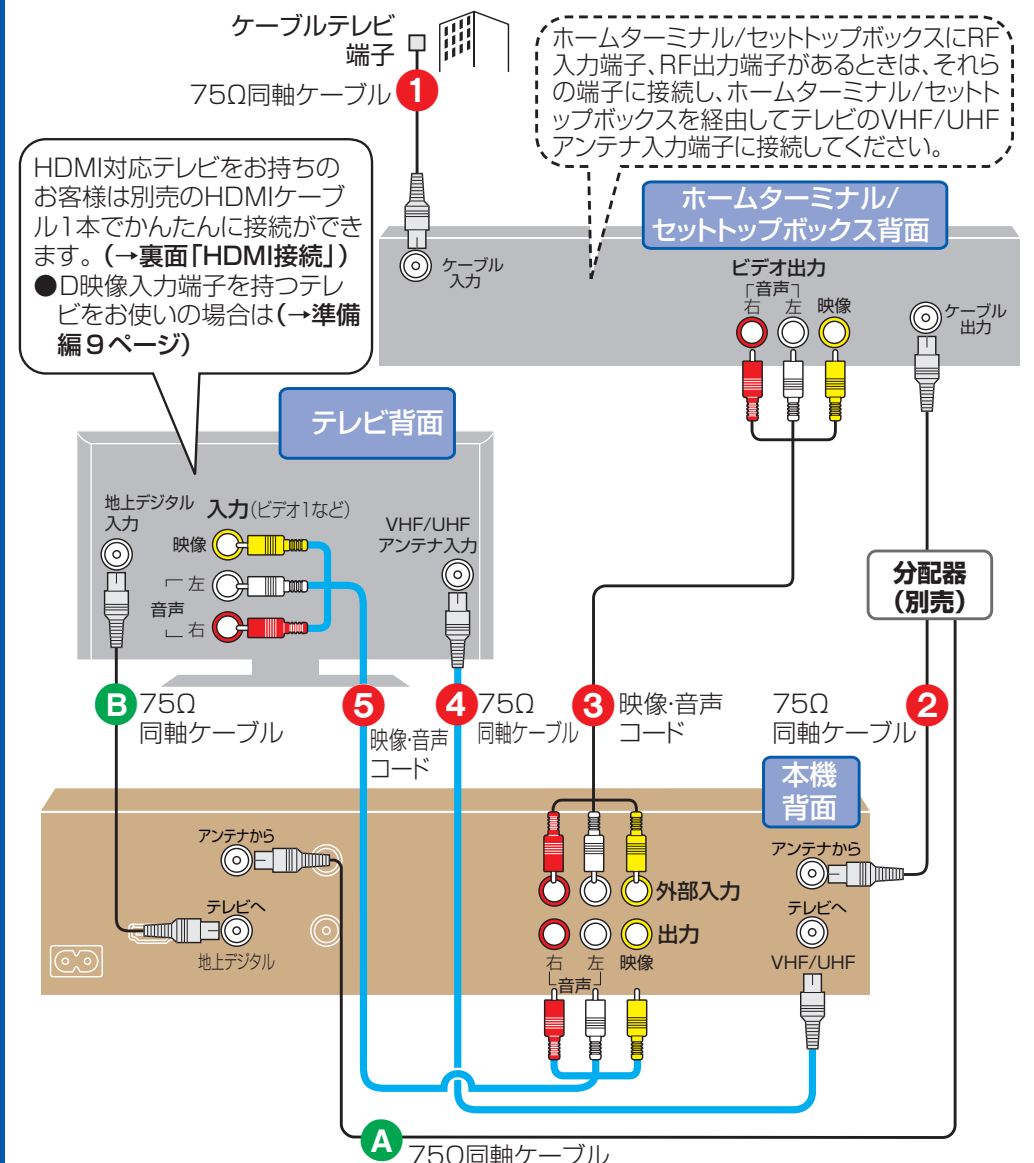 ケーブルテレビ
端子
75Ω同軸ケーブル
1
ホームターミナル/セットトップボックスにRF
入力端子、RF出力端子があるときは、それら
の端子に接続し、ホームターミナル/セットト
ップボックスを経由してテレビのVHF/UHF
アンテナ入力端子に接続してください。
HDMI対応テレビをお持ちの
お客様は別売のHDMIケーブ
ル1本でかんたんに接続ができ
ます。(→裏面「HDMI接続」)
●D映像入力端子を持つテレ
ビをお使いの場合は(→準備
編9ページ)
ホームターミナル/
セットトップボックス背面
ケーブル
入力
ビデオ出力
「音声」
右 左 映像
ケーブル
出力
テレビ背面
地上デジタル
入力
入力(ビデオ1など)
映像
左
音声
右
VHF/UHF
アンテナ入力
分配器
(別売)
B 75Ω
同軸ケーブル
5
映像・音声
コード
4 75Ω
同軸ケーブル
3 映像・音声
コード
75Ω
同軸ケーブル
2
本機
背面
アンテナから
テレビへ
地上デジタル
外部入力
出力
右 左 映像
音声
アンテナから
テレビへ
VHF/UHF
A 75Ω同軸ケーブル